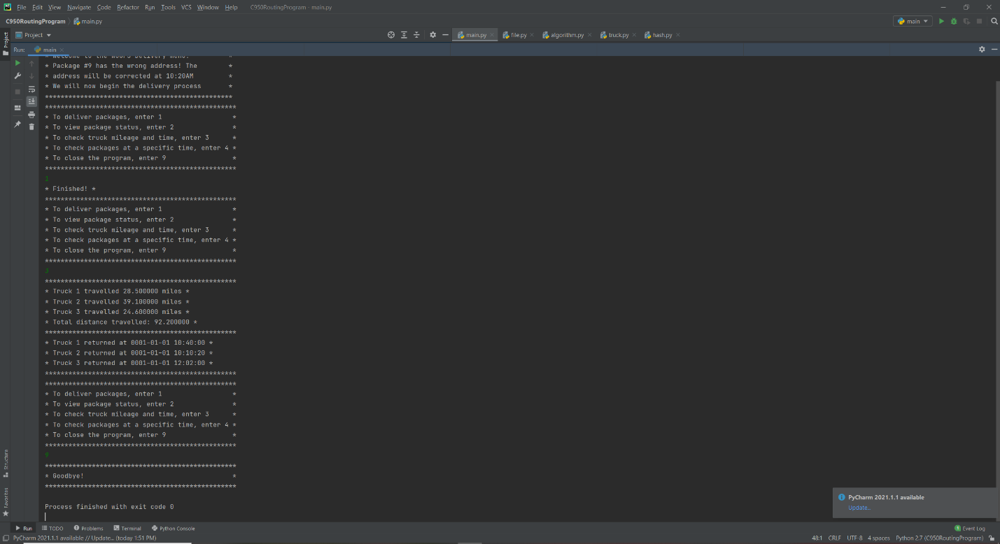 File Edit View Navigate Code Refactor Run Tools VCS Window Help C950RoutingProgram - main.py
C950RoutingProgram main.py
main
Project
Project main.py file.py algorithm.py truck.py hash.py
Run: main
* Package #9 has the wrong address! The *
* address will be corrected at 10:20AM *
* We will now begin the delivery process *
************************************************
*************************************************
* To deliver packages, enter 1 *
* To view package status, enter 2 *
* To check truck mileage and time, enter 3 *
* To check packages at a specific time, enter 4 *
* To close the program, enter 9 *
*************************************************
1
* Finished! *
*************************************************
* To deliver packages, enter 1 *
* To view package status, enter 2 *
* To check truck mileage and time, enter 3 *
* To check packages at a specific time, enter 4 *
* To close the program, enter 9 *
*************************************************
3
*************************************************
* Truck 1 travelled 28.500000 miles *
* Truck 2 travelled 39.100000 miles *
* Truck 3 travelled 24.600000 miles *
* Total distance travelled: 92.200000 *
*************************************************
* Truck 1 returned at 0001-01-01 10:40:00 *
* Truck 2 returned at 0001-01-01 10:10:20 *
* Truck 3 returned at 0001-01-01 12:02:00 *
*************************************************
*************************************************
* To deliver packages, enter 1 *
* To view package status, enter 2 *
* To check truck mileage and time, enter 3 *
* To check packages at a specific time, enter 4 *
* To close the program, enter 9 *
*************************************************
*************************************************
* Goodbye! *
*************************************************
Process finished with exit code 0
Structure
Favorites
PyCharm 2021.1.1 available
Update...
Run TODO Problems Terminal Python Console 1 Event Log
PyCharm 2021.1.1 available // Update... (today 1:51 PM) 48:1 CRLF UTF-8 4 spaces Python 2.7 (C950RoutingProgram)